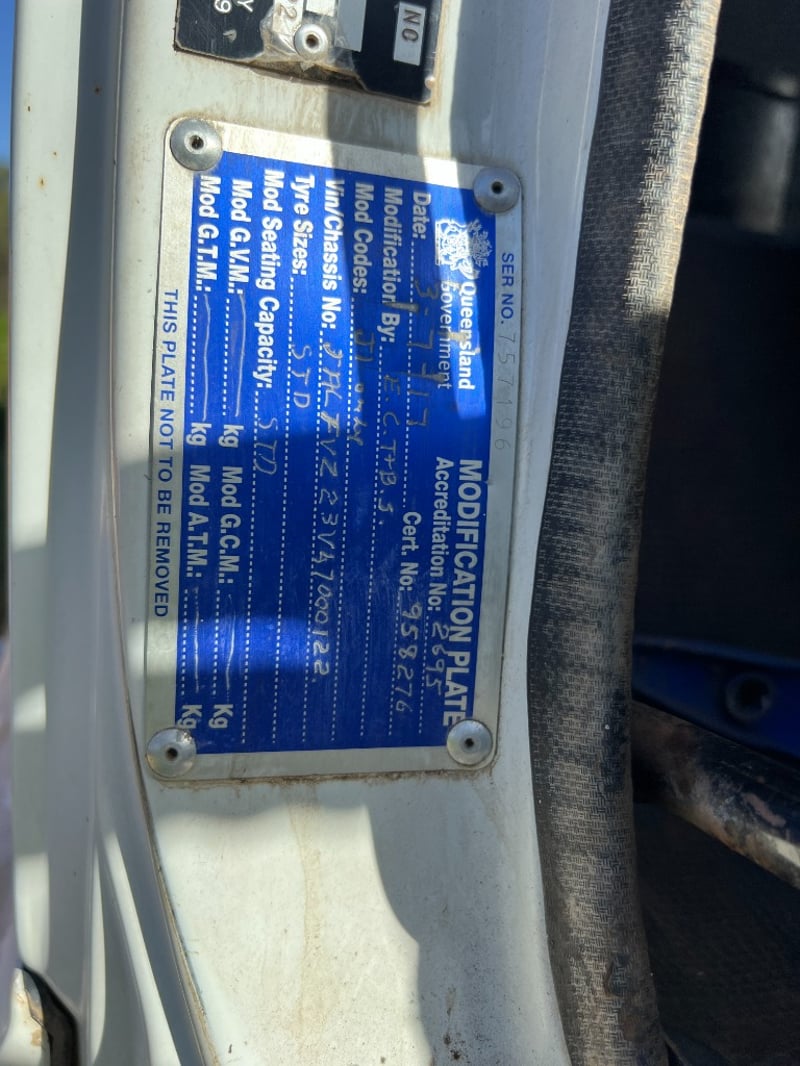 NC
SER NO. 757196
Queensland Government
MODIFICATION PLATE
Accreditation No: 2695
Date: 3-7-17 Cert. No: 958276
Modification By: E.C.T+B.S.
Mod Codes: J1
Vin/Chassis No: JALFVZ23V47000122
Tyre Sizes: STD
Mod Seating Capacity: STD
Mod G.V.M.: kg Mod G.C.M.: Kg
Mod G.T.M.: kg Mod A.T.M.: Kg
THIS PLATE NOT TO BE REMOVED